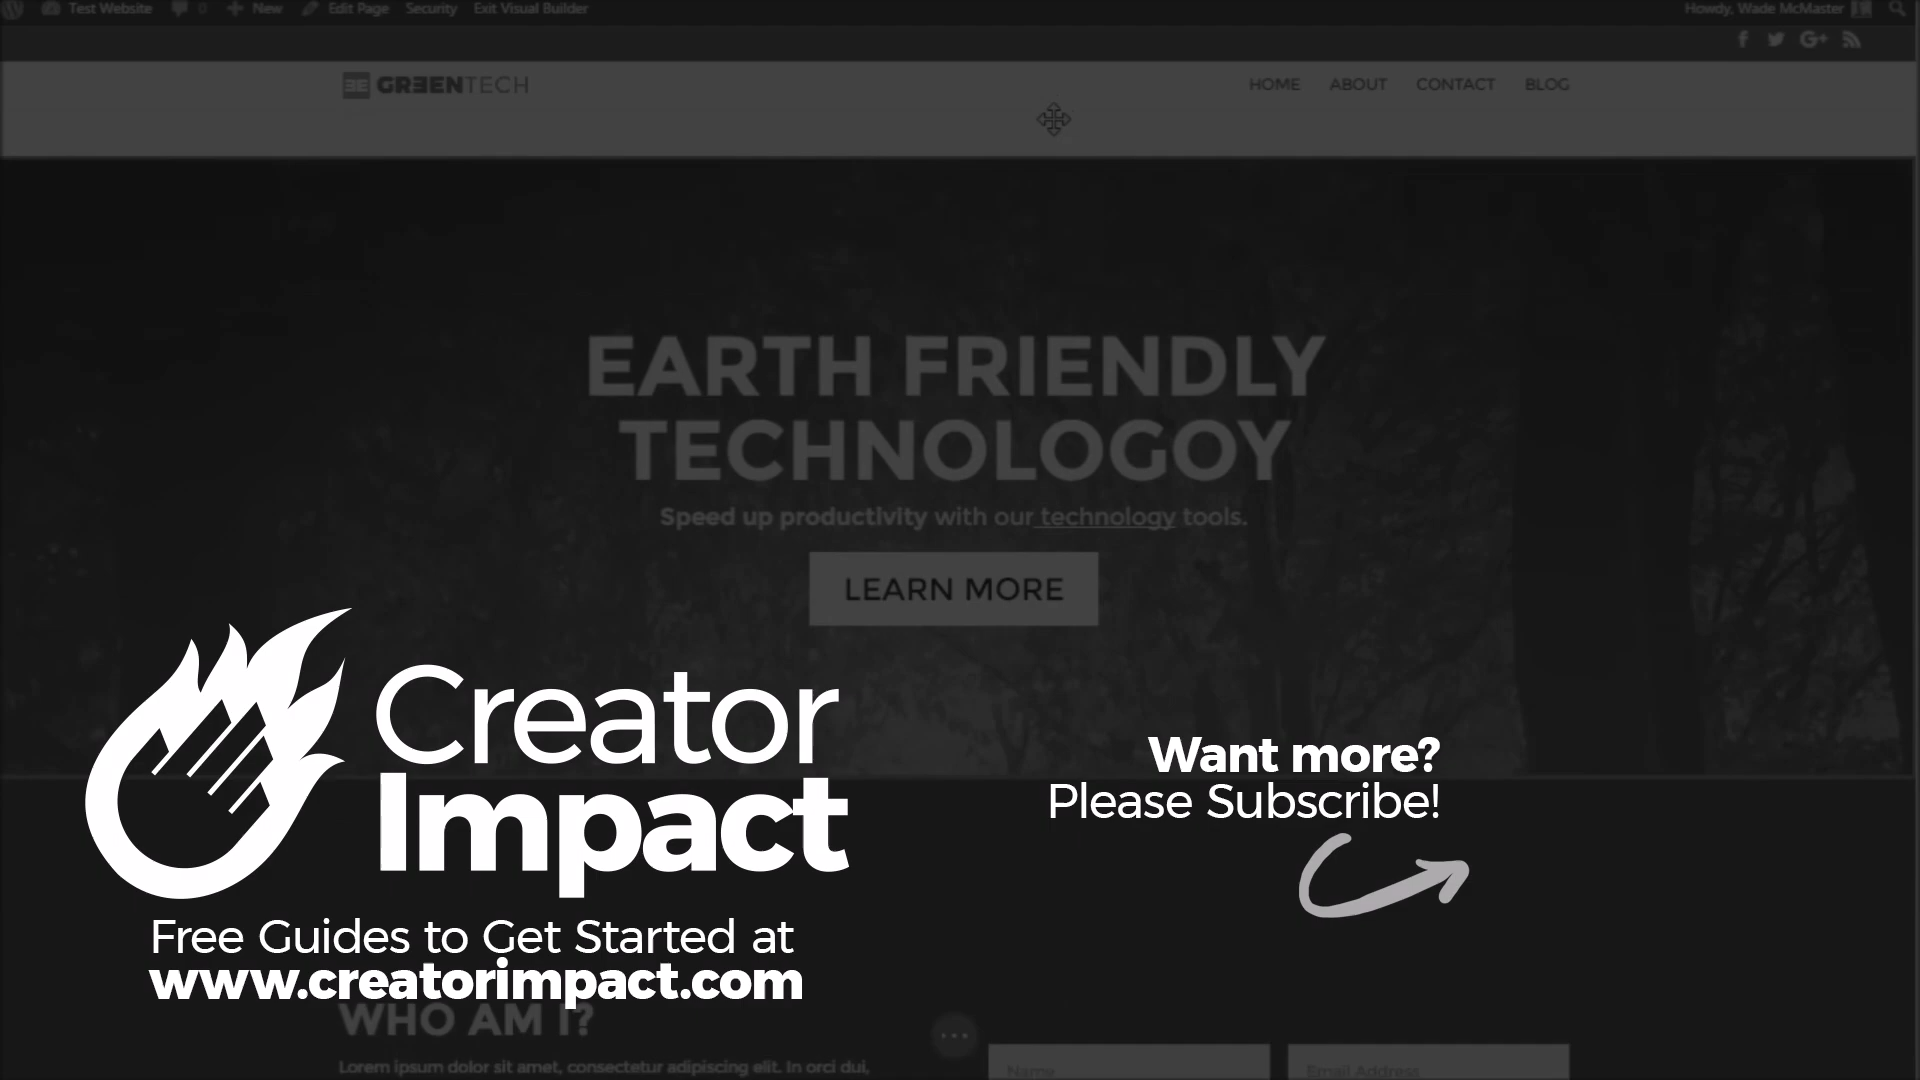 Test Website 0 New Edit Page Security Exit Visual Builder Howdy, Wade McMaster
GREENTECH
HOME ABOUT CONTACT BLOG
EARTH FRIENDLY
TECHNOLOGOY
Speed up productivity with our technology tools.
LEARN MORE
Creator
Impact
Want more?
Please Subscribe!
Free Guides to Get Started at
www.creatorimpact.com
WHO AM I?
Lorem ipsum dolor sit amet, consectetur adipiscing elit. In orci dui,
Name Email Address